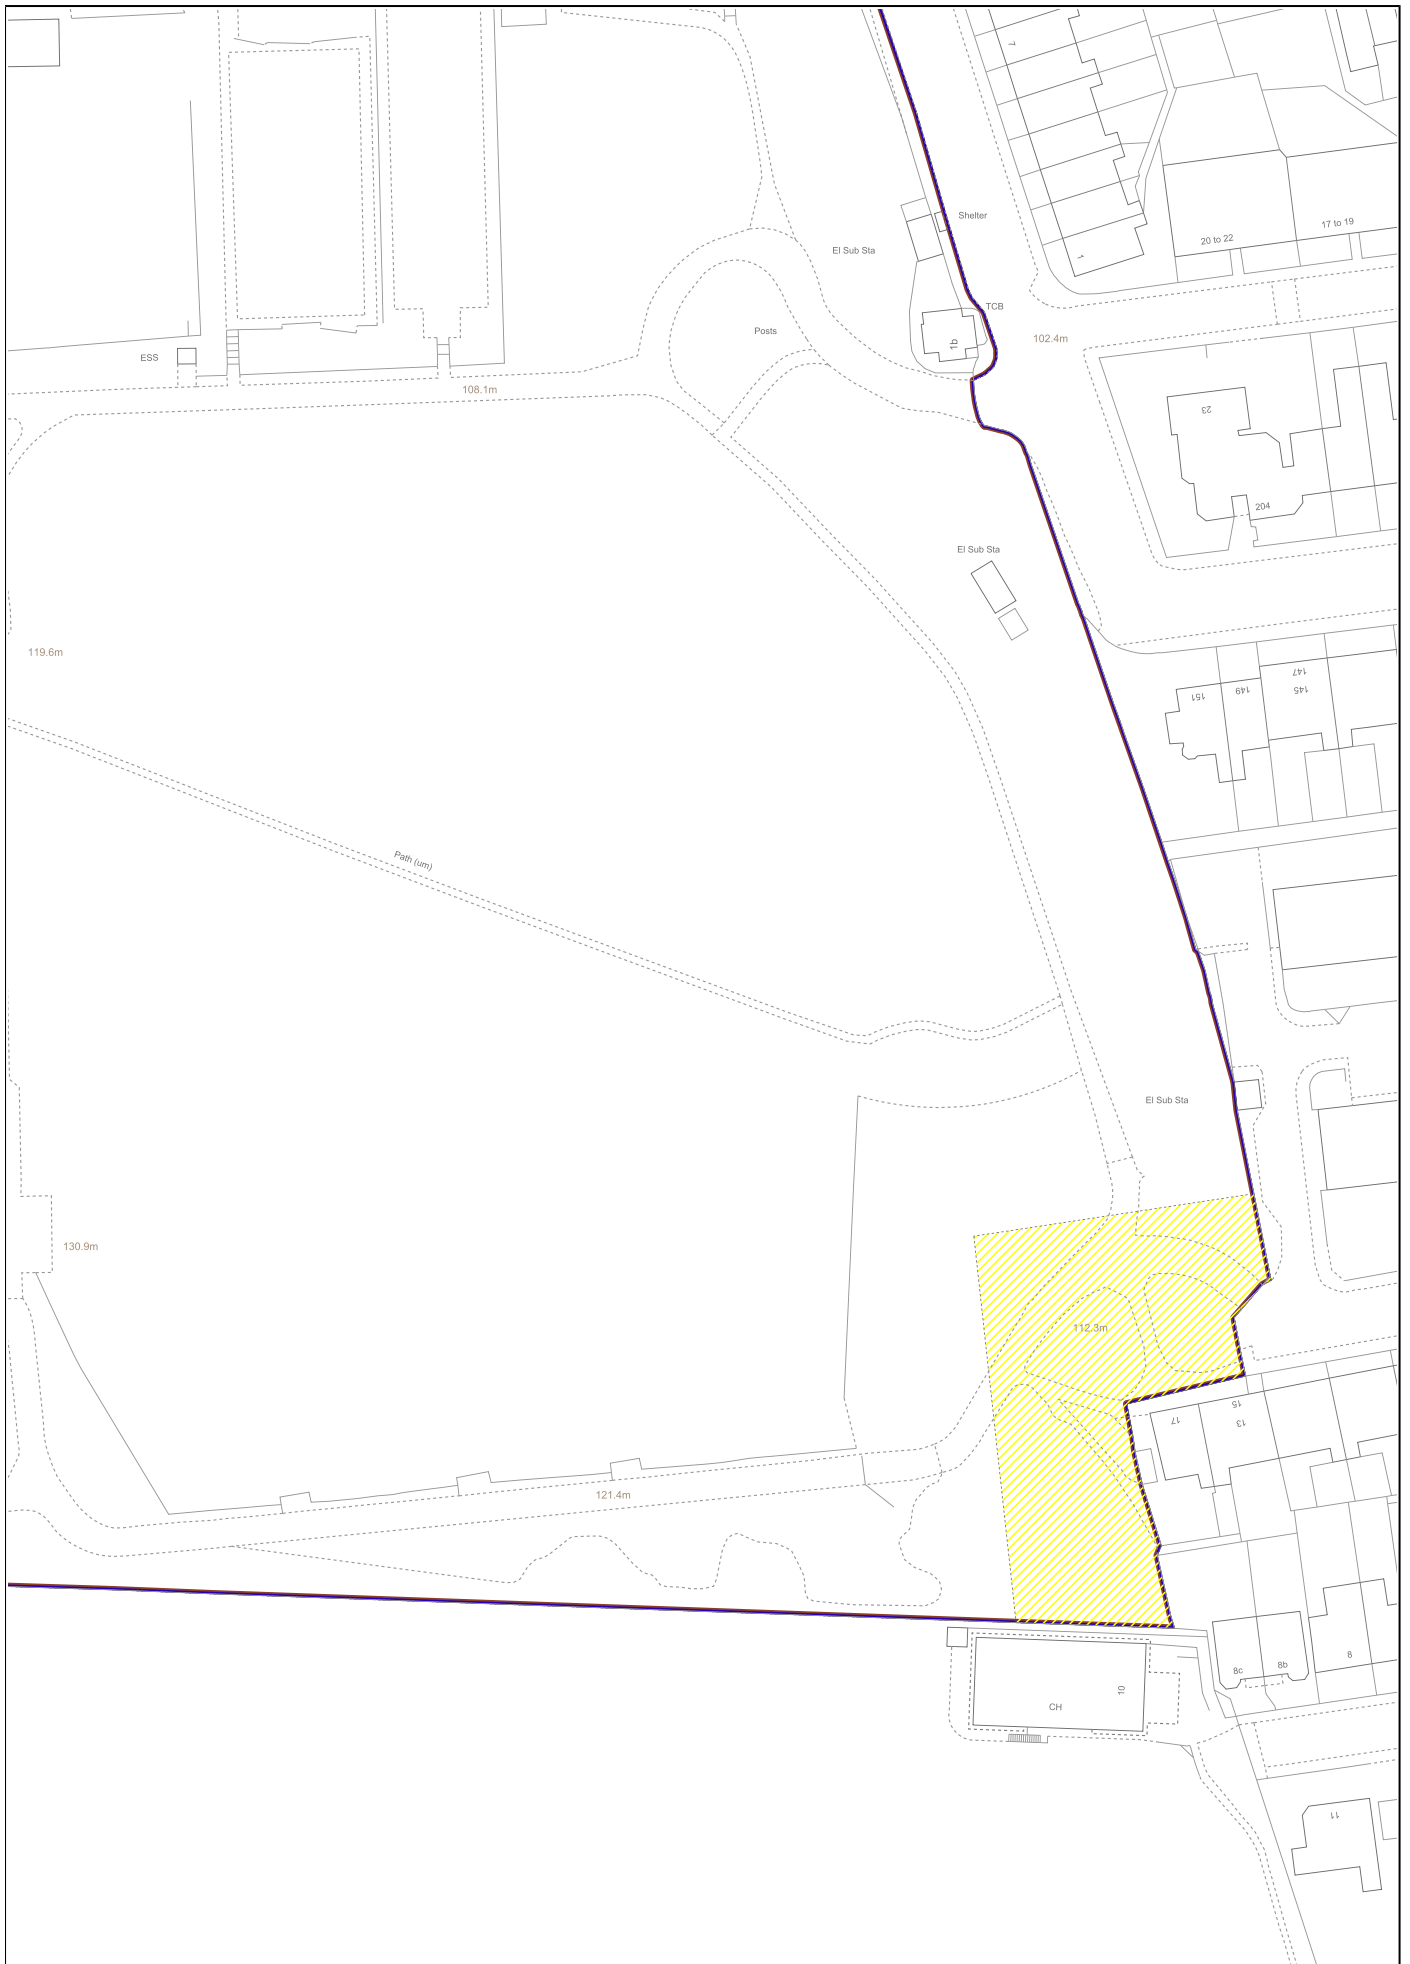 7
Shelter
17 to 19
20 to 22
El Sub Sta
1
TCB
Posts
102.4m
1b
ESS
108.1m
23
204
El Sub Sta
119.6m
147
151
149
145
Path (um)
El Sub Sta
130.9m
112.3m
15
17
13
121.4m
8
8c
8b
10
CH
11